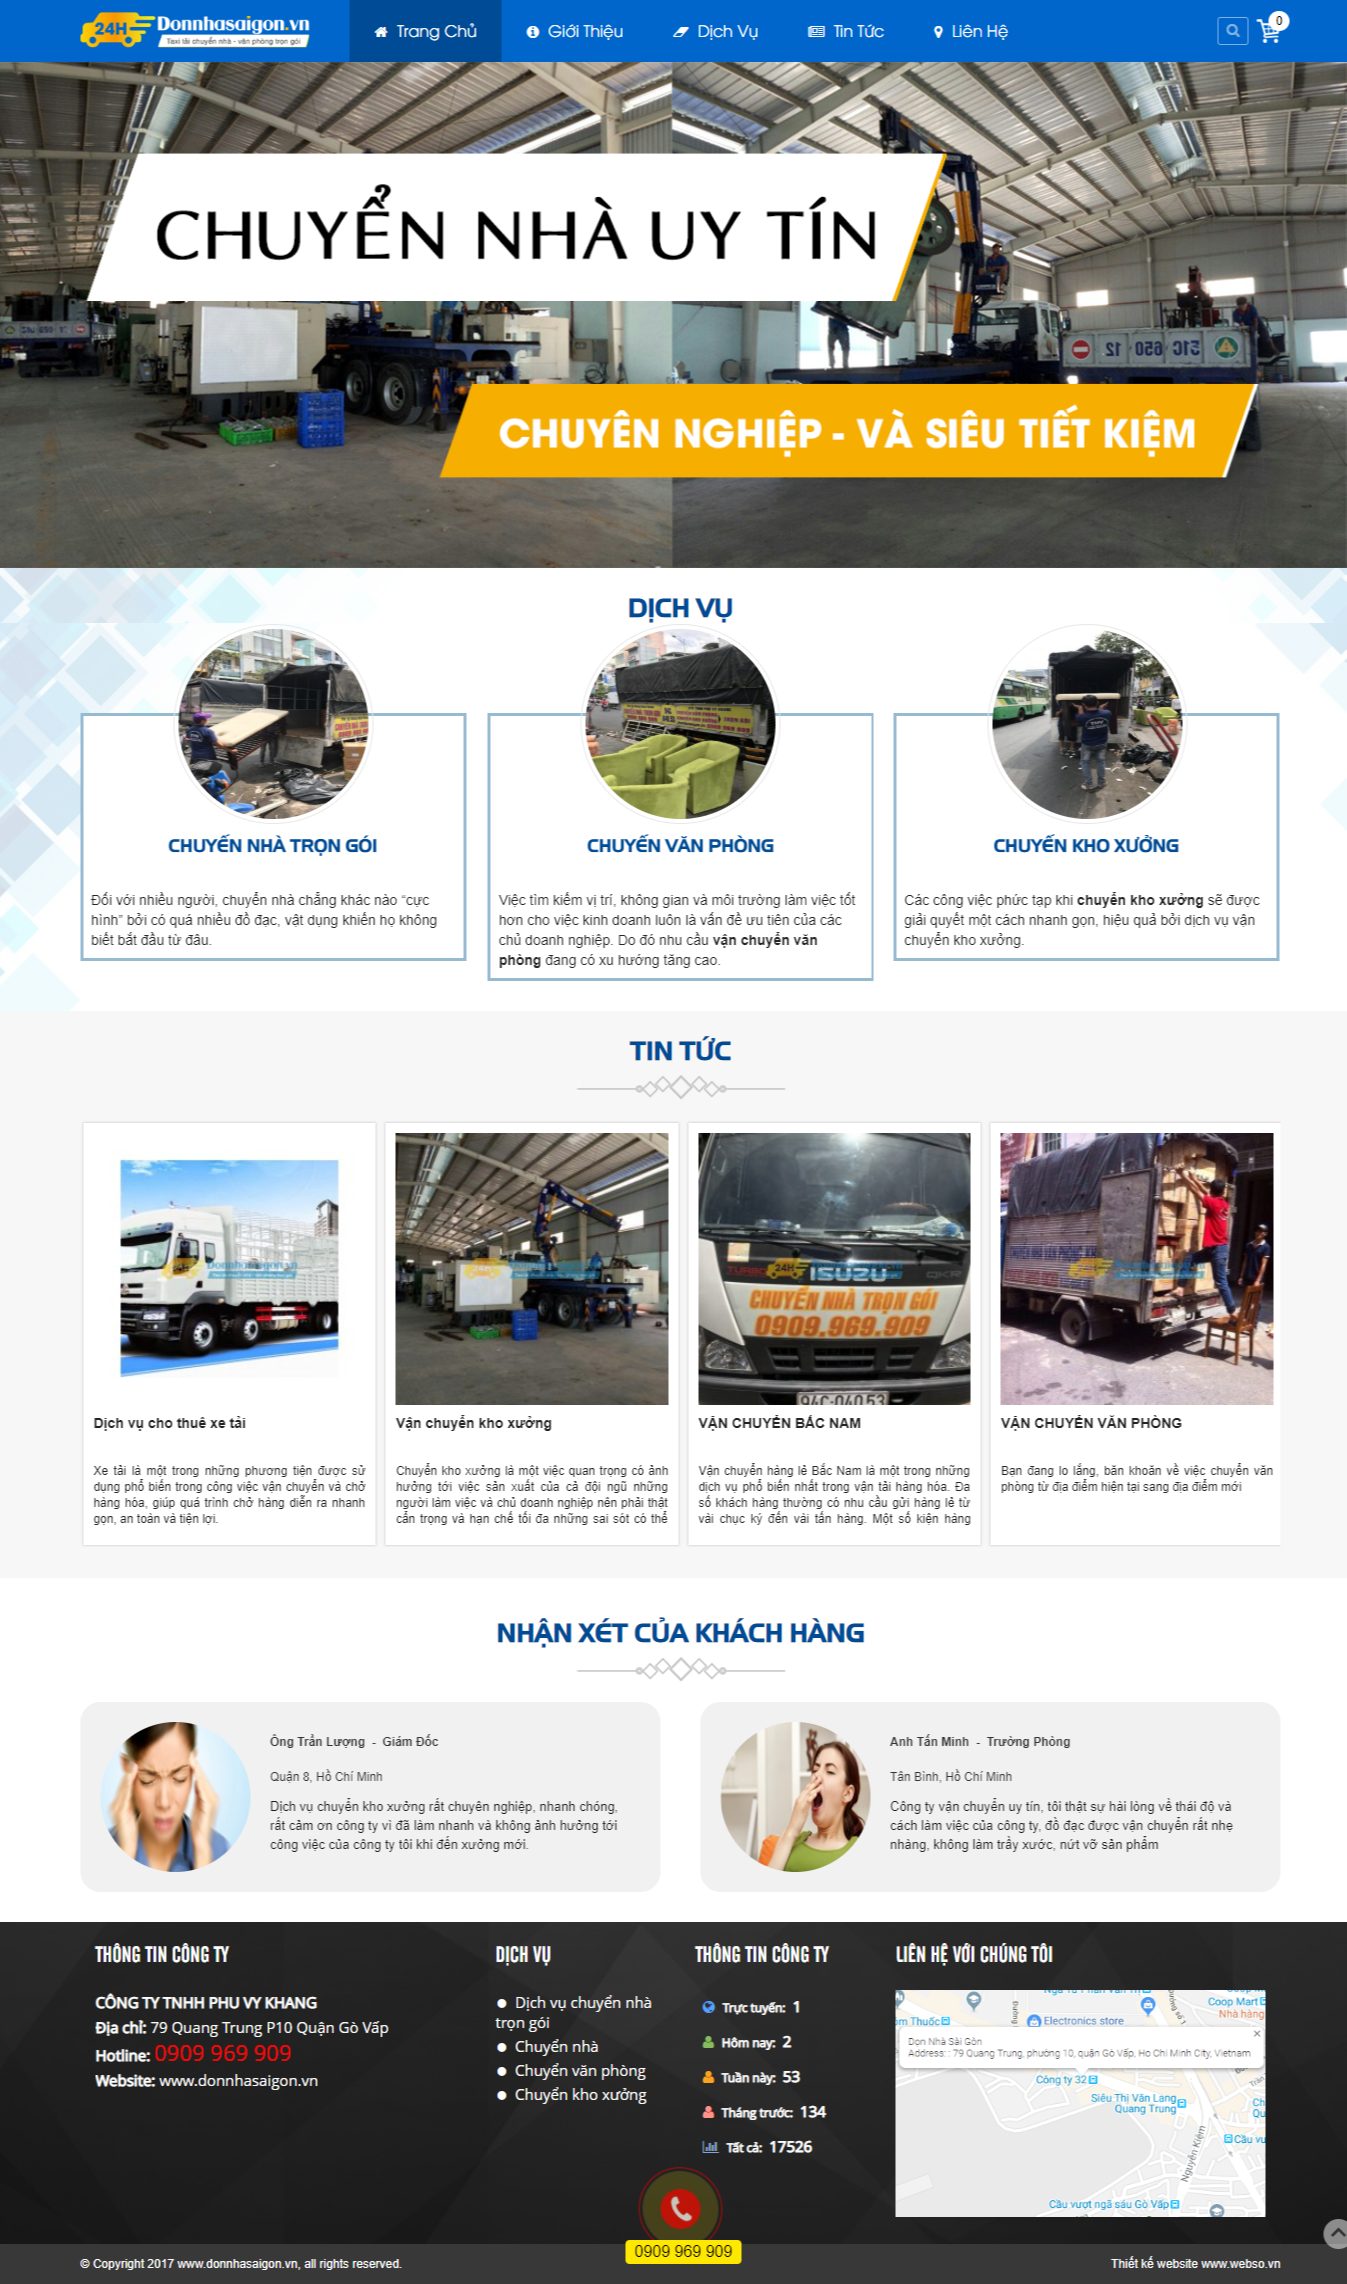 24H Donnhasaigon.vn
Taxi tải chuyển nhà - văn phòng trọn gói
Trang Chủ
Giới Thiệu
Dịch Vụ
Tin Tức
Liên Hệ
0
CHUYỂN NHÀ UY TÍN
CHUYÊN NGHIỆP - VÀ SIÊU TIẾT KIỆM
DỊCH VỤ
CHUYỂN NHÀ TRỌN GÓI
Đối với nhiều người, chuyển nhà chẳng khác nào “cực
hình” bởi có quá nhiều đồ đạc, vật dụng khiến họ không
biết bắt đầu từ đâu.
CHUYỂN VĂN PHÒNG
Việc tìm kiếm vị trí, không gian và môi trường làm việc tốt
hơn cho việc kinh doanh luôn là vấn đề ưu tiên của các
chủ doanh nghiệp. Do đó nhu cầu vận chuyển văn
phòng đang có xu hướng tăng cao.
CHUYỂN KHO XƯỞNG
Các công việc phức tạp khi chuyển kho xưởng sẽ được
giải quyết một cách nhanh gọn, hiệu quả bởi dịch vụ vận
chuyển kho xưởng.
TIN TỨC
Dịch vụ cho thuê xe tải
Xe tải là một trong những phương tiện được sử
dụng phổ biến trong công việc vận chuyển và chở
hàng hóa, giúp quá trình chở hàng diễn ra nhanh
gọn, an toàn và tiện lợi.
Vận chuyển kho xưởng
Chuyển kho xưởng là một việc quan trọng có ảnh
hưởng tới việc sản xuất của cả đội ngũ những
người làm việc và chủ doanh nghiệp nên phải thật
cẩn trọng và hạn chế tối đa những sai sót có thể
TURBO ISUZU QKR
CHUYỂN NHÀ TRỌN GÓI
0909.969.909
94C-04053
VẬN CHUYỂN BẮC NAM
Vận chuyển hàng lẻ Bắc Nam là một trong những
dịch vụ phổ biến nhất trong vận tải hàng hóa. Đa
số khách hàng thường có nhu cầu gửi hàng lẻ từ
vài chục ký đến vài tấn hàng. Một số kiện hàng
VẬN CHUYỂN VĂN PHÒNG
Bạn đang lo lắng, băn khoăn về việc chuyển văn
phòng từ địa điểm hiện tại sang địa điểm mới
NHẬN XÉT CỦA KHÁCH HÀNG
Ông Trần Lượng - Giám Đốc
Quận 8, Hồ Chí Minh
Dịch vụ chuyển kho xưởng rất chuyên nghiệp, nhanh chóng,
rất cảm ơn công ty vì đã làm nhanh và không ảnh hưởng tới
công việc của công ty tôi khi đến xưởng mới.
Anh Tấn Minh - Trưởng Phòng
Tân Bình, Hồ Chí Minh
Công ty vận chuyển uy tín, tôi thật sự hài lòng về thái độ và
cách làm việc của công ty, đồ đạc được vận chuyển rất nhẹ
nhàng, không làm trầy xước, nứt vỡ sản phẩm
THÔNG TIN CÔNG TY
CÔNG TY TNHH PHU VY KHANG
Địa chỉ: 79 Quang Trung P10 Quận Gò Vấp
Hotline: 0909 969 909
Website: www.donnhasaigon.vn
DỊCH VỤ
Dịch vụ chuyển nhà
trọn gói
Chuyển nhà
Chuyển văn phòng
Chuyển kho xưởng
THÔNG TIN CÔNG TY
Trực tuyến: 1
Hôm nay: 2
Tuần này: 53
Tháng trước: 134
Tất cả: 17526
LIÊN HỆ VỚI CHÚNG TÔI
Coop Mart
Electronics store
Nhà hàng
Dọn Nhà Sài Gòn
Address: : 79 Quang Trung, phường 10, quận Gò Vấp, Ho Chi Minh City, Vietnam
Công ty 32
Siêu Thị Văn Lang
Quang Trung
Nguyễn Kiệm
Cầu vượt ngã sáu Gò Vấp
0909 969 909
© Copyright 2017 www.donnhasaigon.vn, all rights reserved.
Thiết kế website www.webso.vn